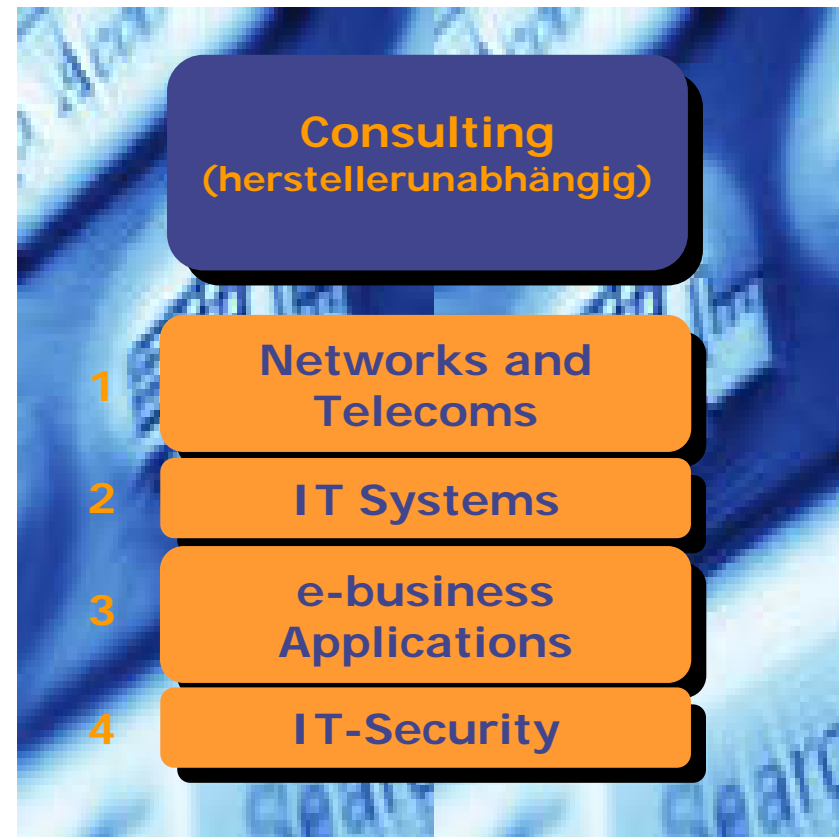 Consulting
(herstellerunabhängig)
1
Networks and
Telecoms
2
IT Systems
3
e-business
Applications
4
IT-Security